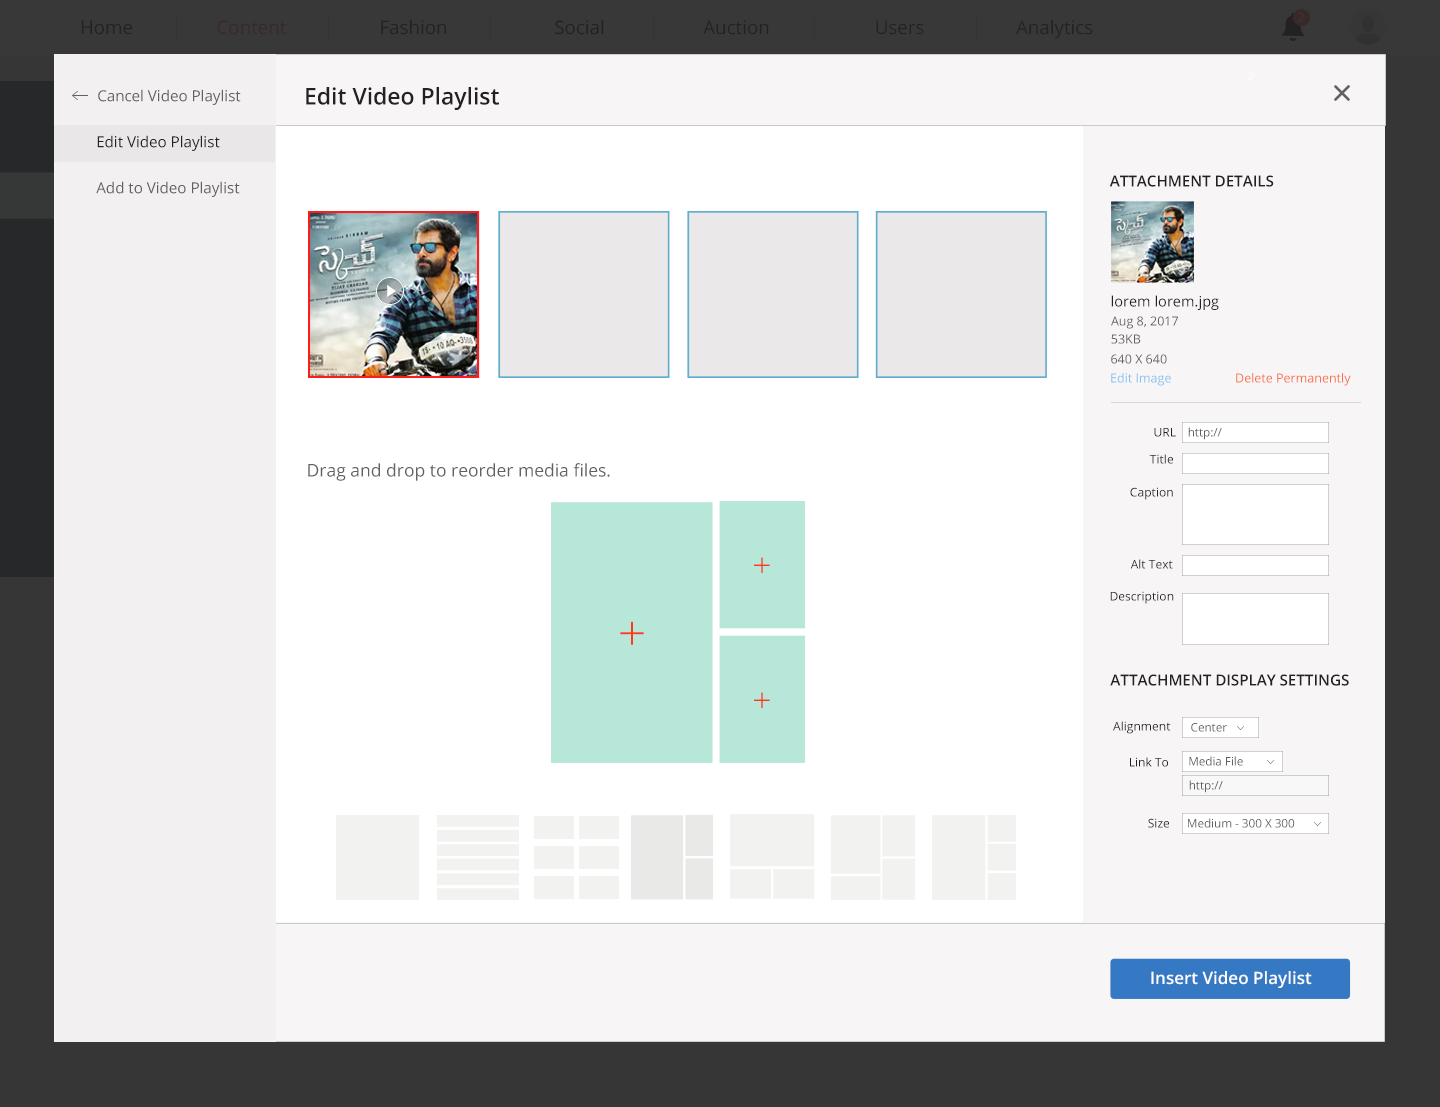 Home
Content
Fashion
Social
Auction
Users
Analytics
Cancel Video Playlist
Edit Video Playlist
Add to Video Playlist
Edit Video Playlist
స్కెచ్
Drag and drop to reorder media files.
ATTACHMENT DETAILS
స్కెచ్
lorem lorem.jpg
Aug 8, 2017
53KB
640 X 640
Edit Image
Delete Permanently
URL
http://
Title
Caption
Alt Text
Description
ATTACHMENT DISPLAY SETTINGS
Alignment
Center
Link To
Media File
http://
Size
Medium - 300 X 300
Insert Video Playlist